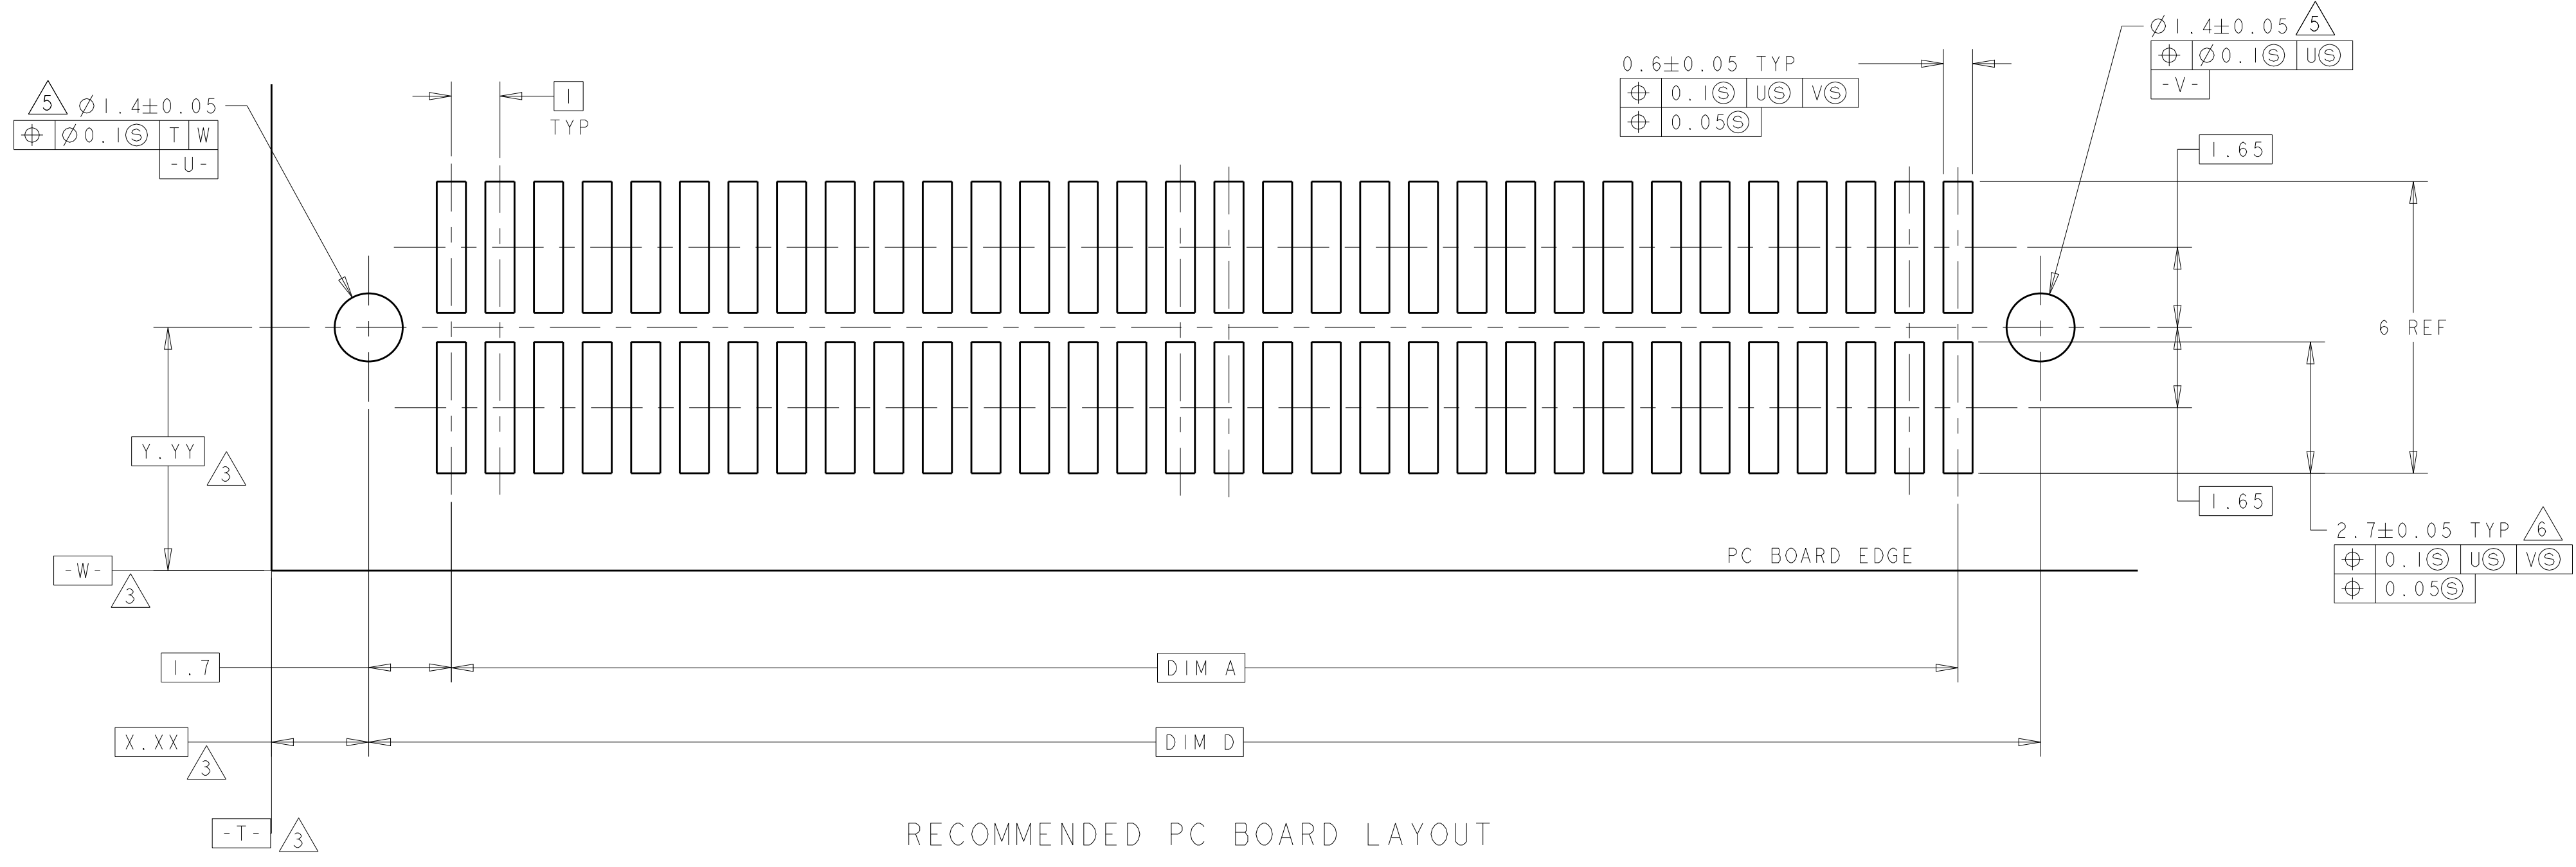 5 Ø1.4±0.05
⌖ Ø0.1Ⓢ T W
-U-
1
TYP
0.6±0.05 TYP
⌖ 0.1Ⓢ UⓈ VⓈ
⌖ 0.05Ⓢ
Ø1.4±0.05 5
⌖ Ø0.1Ⓢ UⓈ
-V-
1.65
6 REF
Y.YY
3
1.65
2.7±0.05 TYP 6
⌖ 0.1Ⓢ UⓈ VⓈ
⌖ 0.05Ⓢ
PC BOARD EDGE
-W-
3
1.7
DIM A
X.XX
3
DIM D
-T- 3
RECOMMENDED PC BOARD LAYOUT